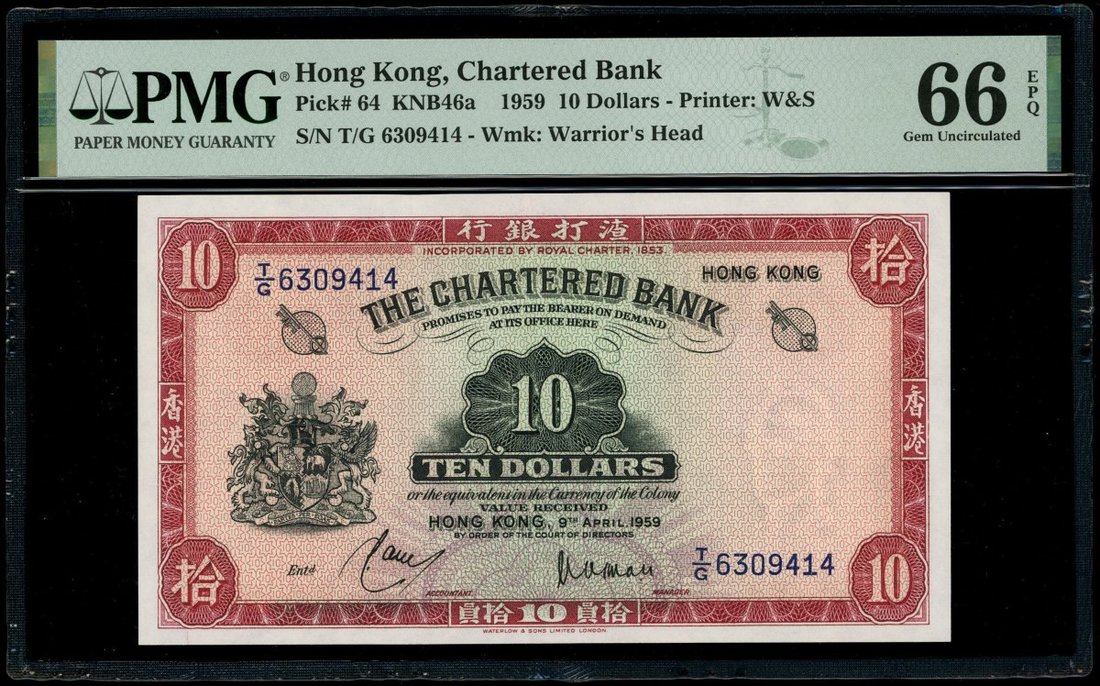 PMG®
PAPER MONEY GUARANTY
Hong Kong, Chartered Bank
Pick# 64 KNB46a 1959 10 Dollars - Printer: W&S
S/N T/G 6309414 - Wmk: Warrior's Head
66
EPQ
Gem Uncirculated
行銀打渣
INCORPORATED BY ROYAL CHARTER, 1853.
10
拾
T/G 6309414
HONG KONG
THE CHARTERED BANK
PROMISES TO PAY THE BEARER ON DEMAND
AT ITS OFFICE HERE
10
香港
香港
TEN DOLLARS
or the equivalent in the Currency of the Colony
VALUE RECEIVED
HONG KONG, 9TH APRIL, 1959
BY ORDER OF THE COURT OF DIRECTORS
Entd
T/G 6309414
ACCOUNTANT
MANAGER
拾
10
員拾 10 員拾
WATERLOW & SONS LIMITED LONDON